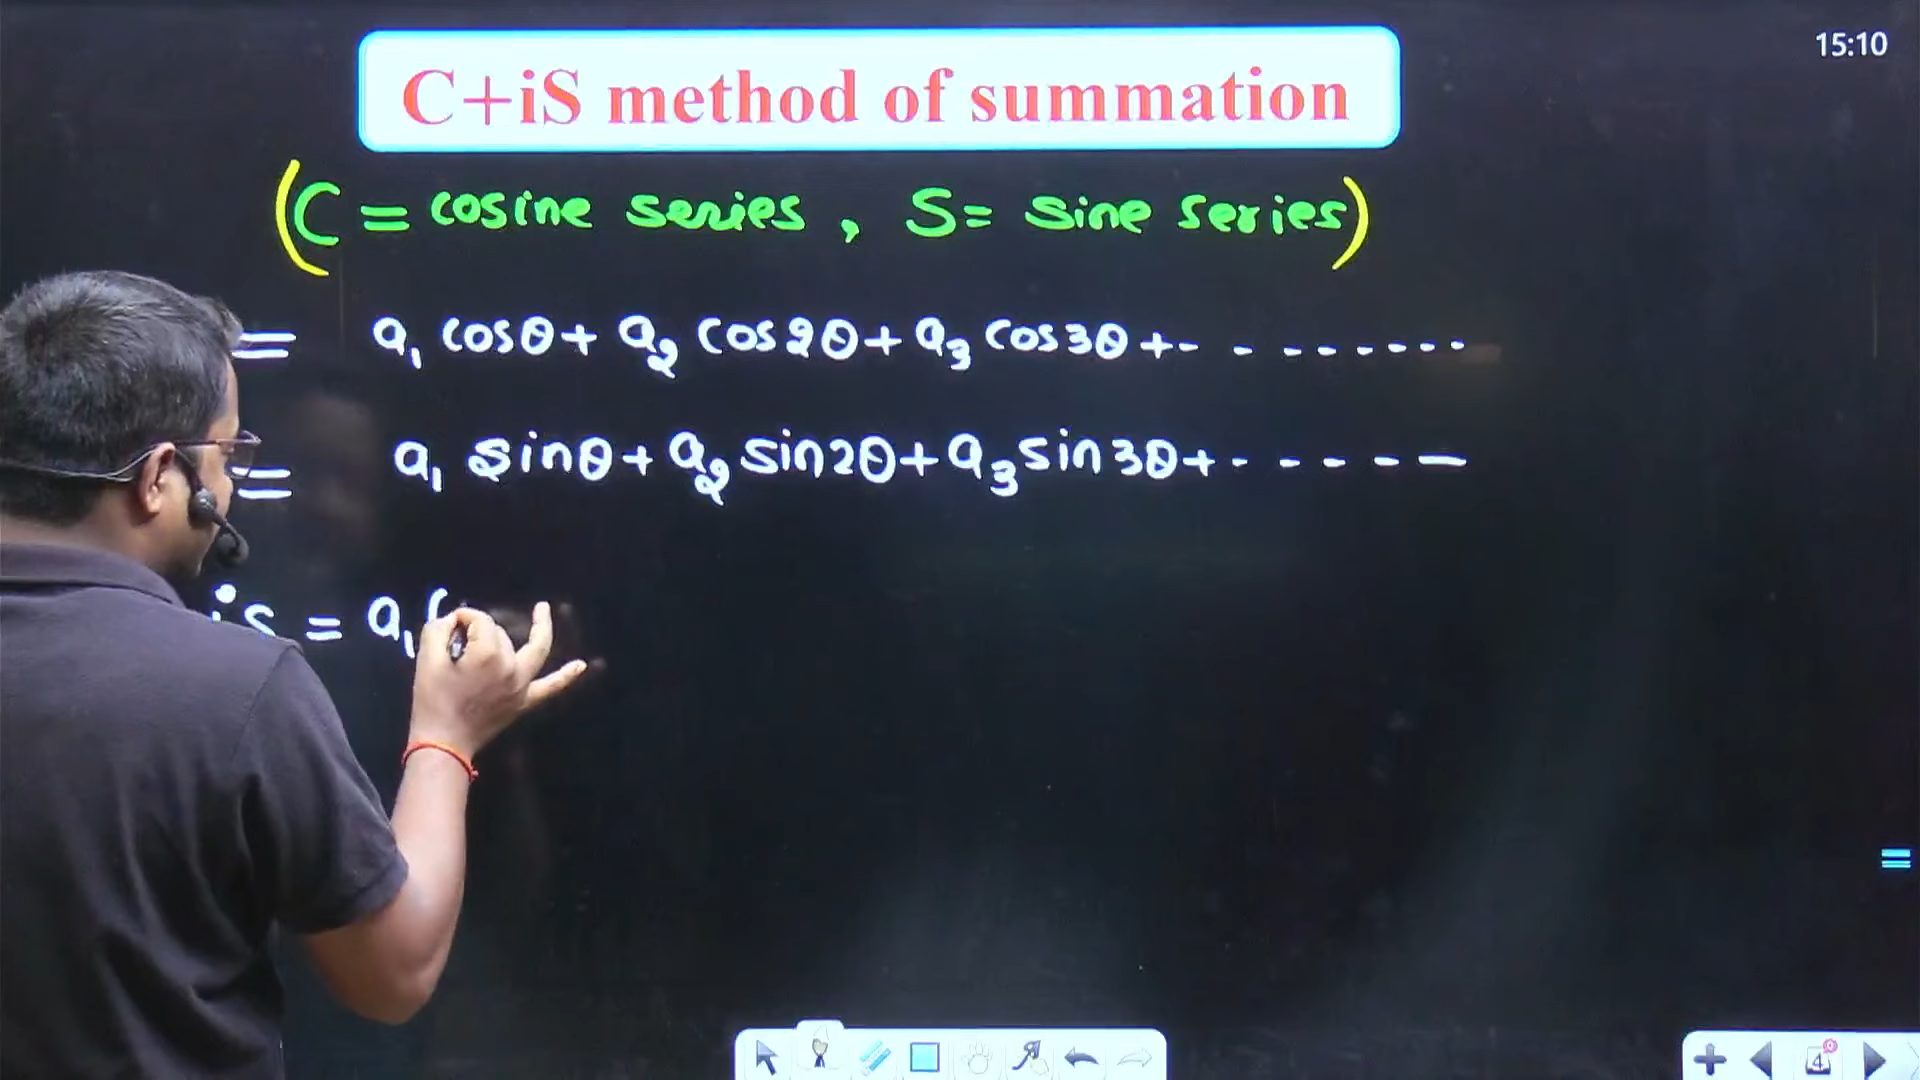 15:10
C+iS method of summation
(C = cosine series , S = sine series)
= a₁ cosθ + a₂ cos2θ + a₃ cos3θ + - - - - - - - -
= a₁ sinθ + a₂ sin2θ + a₃ sin3θ + - - - - -
is = a₁(
4